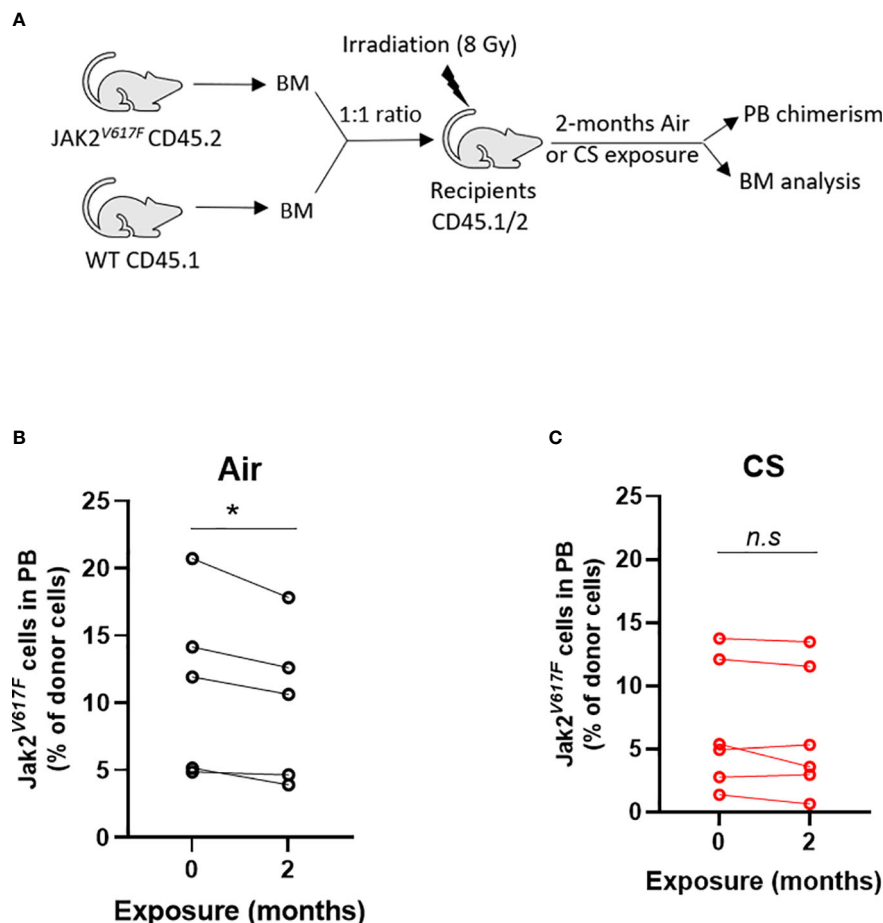 A
Irradiation (8 Gy)
BM
1:1 ratio
JAK2V617F CD45.2
2-months Air
or CS exposure
PB chimerism
BM analysis
BM
Recipients
CD45.1/2
WT CD45.1
B
Air
*
25
20
15
10
5
0
Jak2V617F cells in PB
(% of donor cells)
0 2
Exposure (months)
C
CS
n.s
25
20
15
10
5
0
Jak2V617F cells in PB
(% of donor cells)
0 2
Exposure (months)